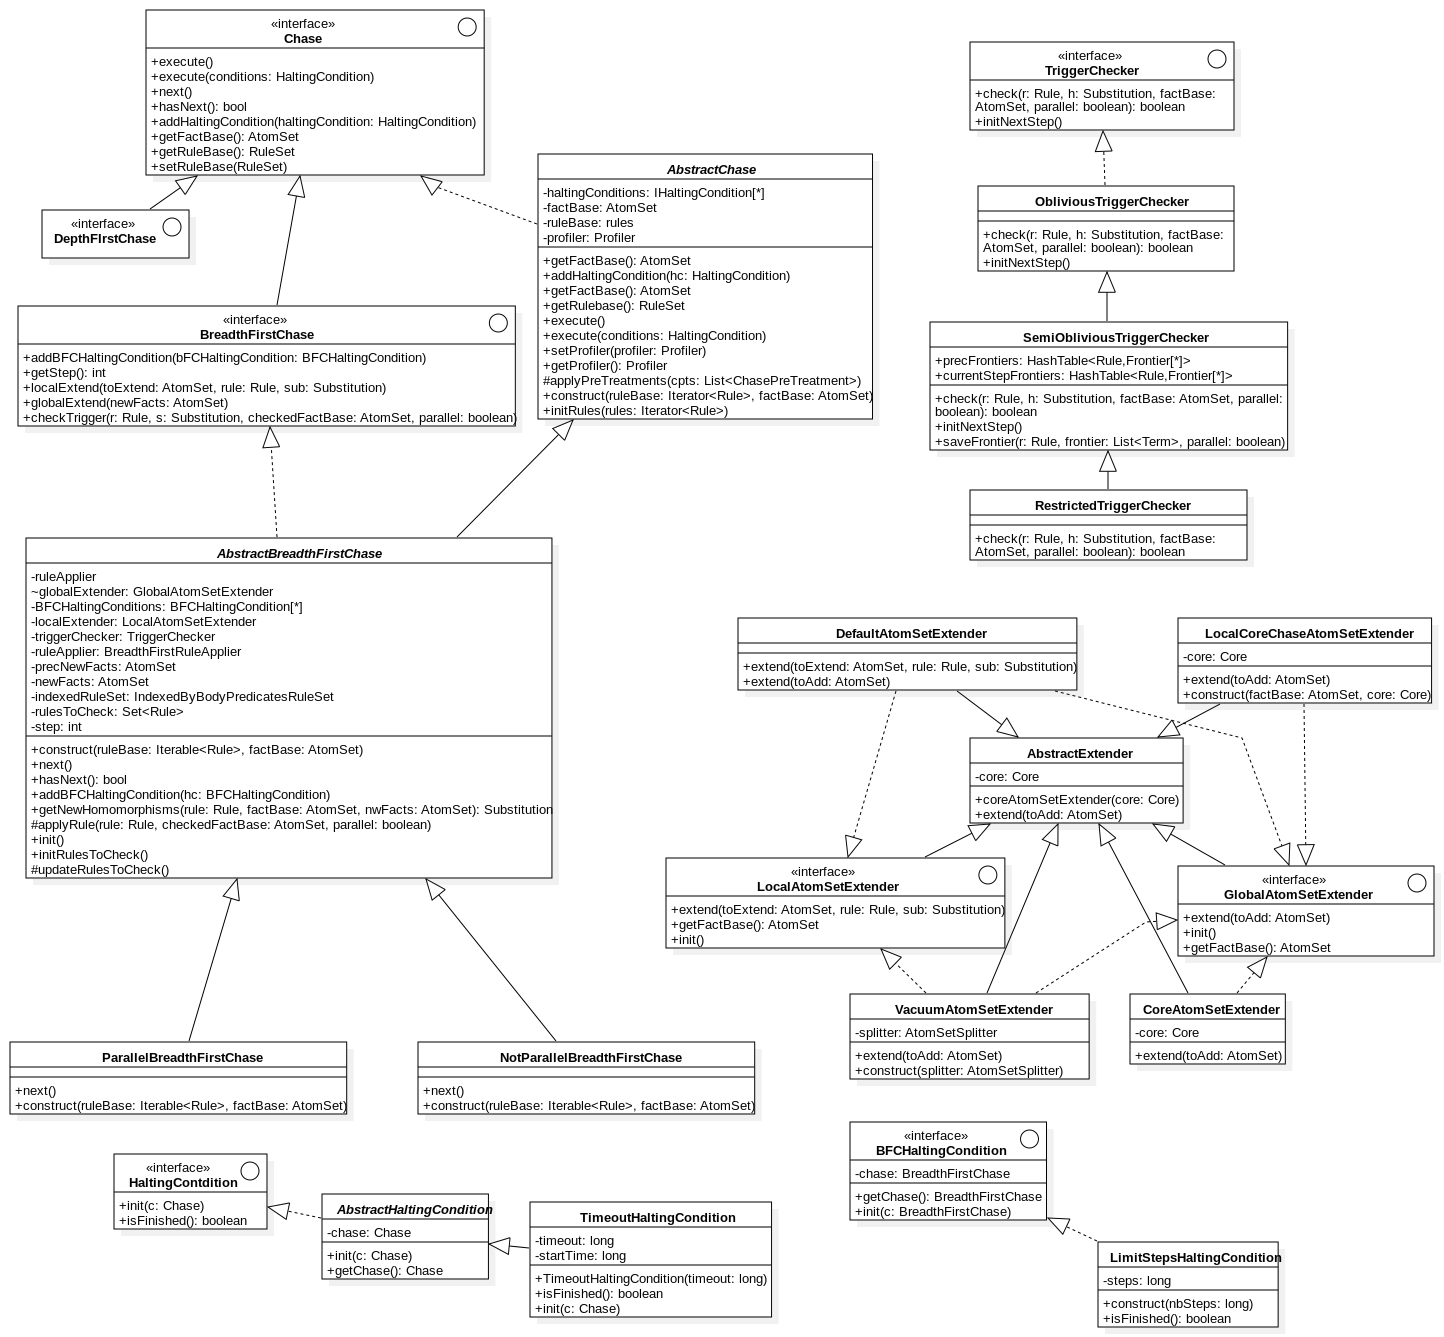 «interface»
Chase
+execute()
+execute(conditions: HaltingCondition)
+next()
+hasNext(): bool
+addHaltingCondition(haltingCondition: HaltingCondition)
+getFactBase(): AtomSet
+getRuleBase(): RuleSet
+setRuleBase(RuleSet)
«interface»
DepthFIrstChase
«interface»
BreadthFirstChase
+addBFCHaltingCondition(bFCHaltingCondition: BFCHaltingCondition)
+getStep(): int
+localExtend(toExtend: AtomSet, rule: Rule, sub: Substitution)
+globalExtend(newFacts: AtomSet)
+checkTrigger(r: Rule, s: Substitution, checkedFactBase: AtomSet, parallel: boolean)
AbstractChase
-haltingConditions: IHaltingCondition[*]
-factBase: AtomSet
-ruleBase: rules
-profiler: Profiler
+getFactBase(): AtomSet
+addHaltingCondition(hc: HaltingCondition)
+getFactBase(): AtomSet
+getRulebase(): RuleSet
+execute()
+execute(conditions: HaltingCondition)
+setProfiler(profiler: Profiler)
+getProfiler(): Profiler
#applyPreTreatments(cpts: List<ChasePreTreatment>)
+construct(ruleBase: Iterator<Rule>, factBase: AtomSet)
+initRules(rules: Iterator<Rule>)
«interface»
TriggerChecker
+check(r: Rule, h: Substitution, factBase:
AtomSet, parallel: boolean): boolean
+initNextStep()
ObliviousTriggerChecker
+check(r: Rule, h: Substitution, factBase:
AtomSet, parallel: boolean): boolean
+initNextStep()
SemiObliviousTriggerChecker
+precFrontiers: HashTable<Rule,Frontier[*]>
+currentStepFrontiers: HashTable<Rule,Frontier[*]>
+check(r: Rule, h: Substitution, factBase: AtomSet, parallel:
boolean): boolean
+initNextStep()
+saveFrontier(r: Rule, frontier: List<Term>, parallel: boolean)
RestrictedTriggerChecker
+check(r: Rule, h: Substitution, factBase:
AtomSet, parallel: boolean): boolean
AbstractBreadthFirstChase
-ruleApplier
~globalExtender: GlobalAtomSetExtender
-BFCHaltingConditions: BFCHaltingCondition[*]
-localExtender: LocalAtomSetExtender
-triggerChecker: TriggerChecker
-ruleApplier: BreadthFirstRuleApplier
-precNewFacts: AtomSet
-newFacts: AtomSet
-indexedRuleSet: IndexedByBodyPredicatesRuleSet
-rulesToCheck: Set<Rule>
-step: int
+construct(ruleBase: Iterable<Rule>, factBase: AtomSet)
+next()
+hasNext(): bool
+addBFCHaltingCondition(hc: BFCHaltingCondition)
+getNewHomomorphisms(rule: Rule, factBase: AtomSet, nwFacts: AtomSet): Substitution
#applyRule(rule: Rule, checkedFactBase: AtomSet, parallel: boolean)
+init()
+initRulesToCheck()
#updateRulesToCheck()
DefaultAtomSetExtender
+extend(toExtend: AtomSet, rule: Rule, sub: Substitution)
+extend(toAdd: AtomSet)
LocalCoreChaseAtomSetExtender
-core: Core
+extend(toAdd: AtomSet)
+construct(factBase: AtomSet, core: Core)
AbstractExtender
-core: Core
+coreAtomSetExtender(core: Core)
+extend(toAdd: AtomSet)
«interface»
LocalAtomSetExtender
+extend(toExtend: AtomSet, rule: Rule, sub: Substitution)
+getFactBase(): AtomSet
+init()
«interface»
GlobalAtomSetExtender
+extend(toAdd: AtomSet)
+init()
+getFactBase(): AtomSet
VacuumAtomSetExtender
-splitter: AtomSetSplitter
+extend(toAdd: AtomSet)
+construct(splitter: AtomSetSplitter)
CoreAtomSetExtender
-core: Core
+extend(toAdd: AtomSet)
ParallelBreadthFirstChase
+next()
+construct(ruleBase: Iterable<Rule>, factBase: AtomSet)
NotParallelBreadthFirstChase
+next()
+construct(ruleBase: Iterable<Rule>, factBase: AtomSet)
«interface»
HaltingContdition
+init(c: Chase)
+isFinished(): boolean
AbstractHaltingCondition
-chase: Chase
+init(c: Chase)
+getChase(): Chase
TimeoutHaltingCondition
-timeout: long
-startTime: long
+TimeoutHaltingCondition(timeout: long)
+isFinished(): boolean
+init(c: Chase)
«interface»
BFCHaltingCondition
-chase: BreadthFirstChase
+getChase(): BreadthFirstChase
+init(c: BreadthFirstChase)
LimitStepsHaltingCondition
-steps: long
+construct(nbSteps: long)
+isFinished(): boolean